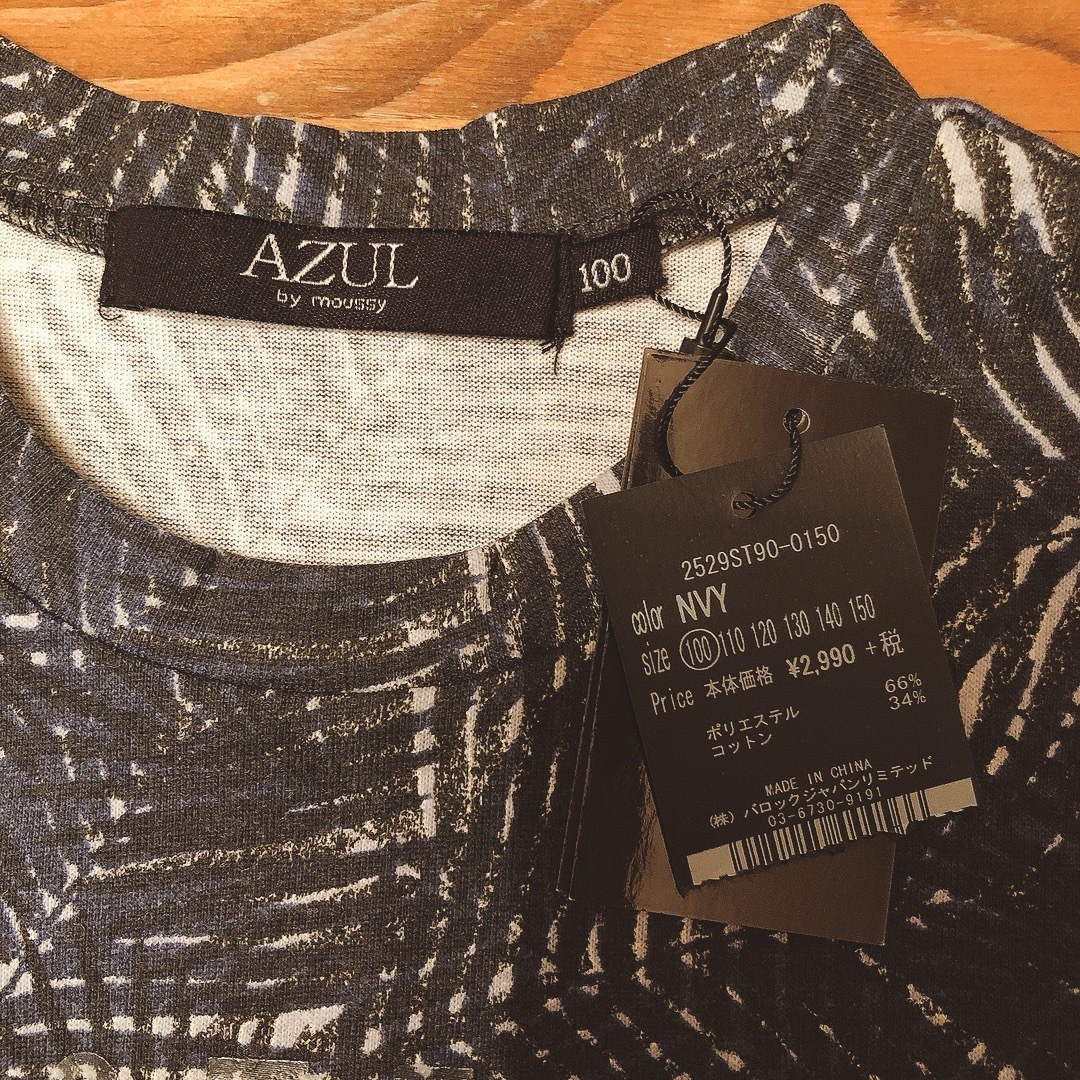 AZUL
by moussy
100
2529ST90-0150
color NVY
size 100 110 120 130 140 150
Price 本体価格 ¥2,990 +税
ポリエステル 66%
コットン 34%
MADE IN CHINA
(株) バロックジャパンリミテッド
03-6730-9191